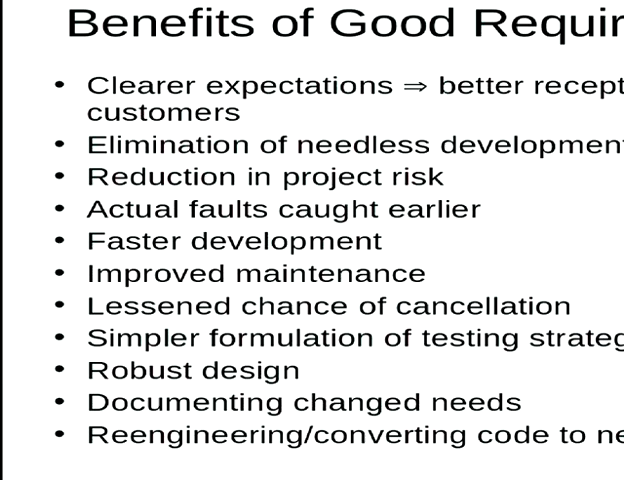 Benefits of Good Requir
• Clearer expectations ⇒ better recept
customers
• Elimination of needless development
• Reduction in project risk
• Actual faults caught earlier
• Faster development
• Improved maintenance
• Lessened chance of cancellation
• Simpler formulation of testing strateg
• Robust design
• Documenting changed needs
• Reengineering/converting code to ne